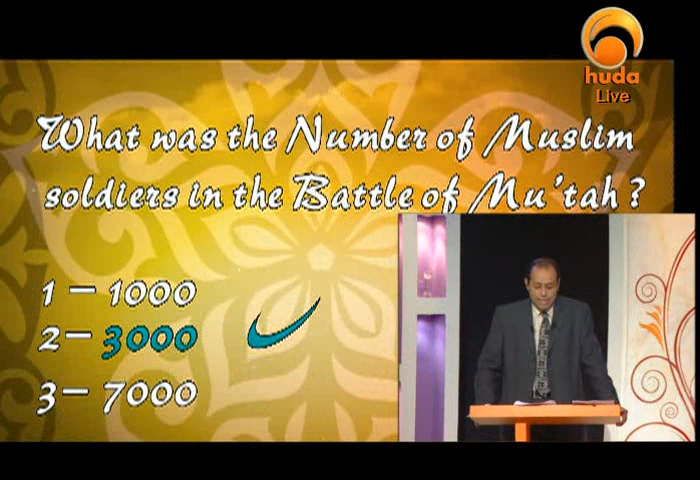 huda
Live
What was the Number of Muslim
soldiers in the Battle of Mu'tah ?
1 – 1000
2– 3000
3– 7000